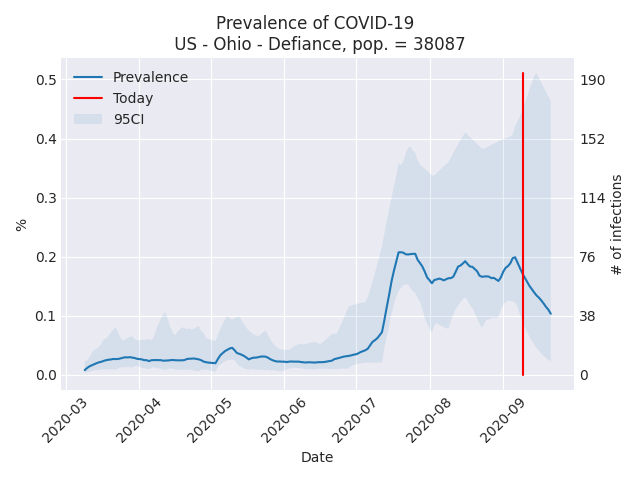 Prevalence of COVID-19
US - Ohio - Defiance, pop. = 38087
Prevalence
Today
95CI
0.5
0.4
0.3
0.2
0.1
0.0
%
190
152
114
76
38
0
# of infections
2020-03
2020-04
2020-05
2020-06
2020-07
2020-08
2020-09
Date